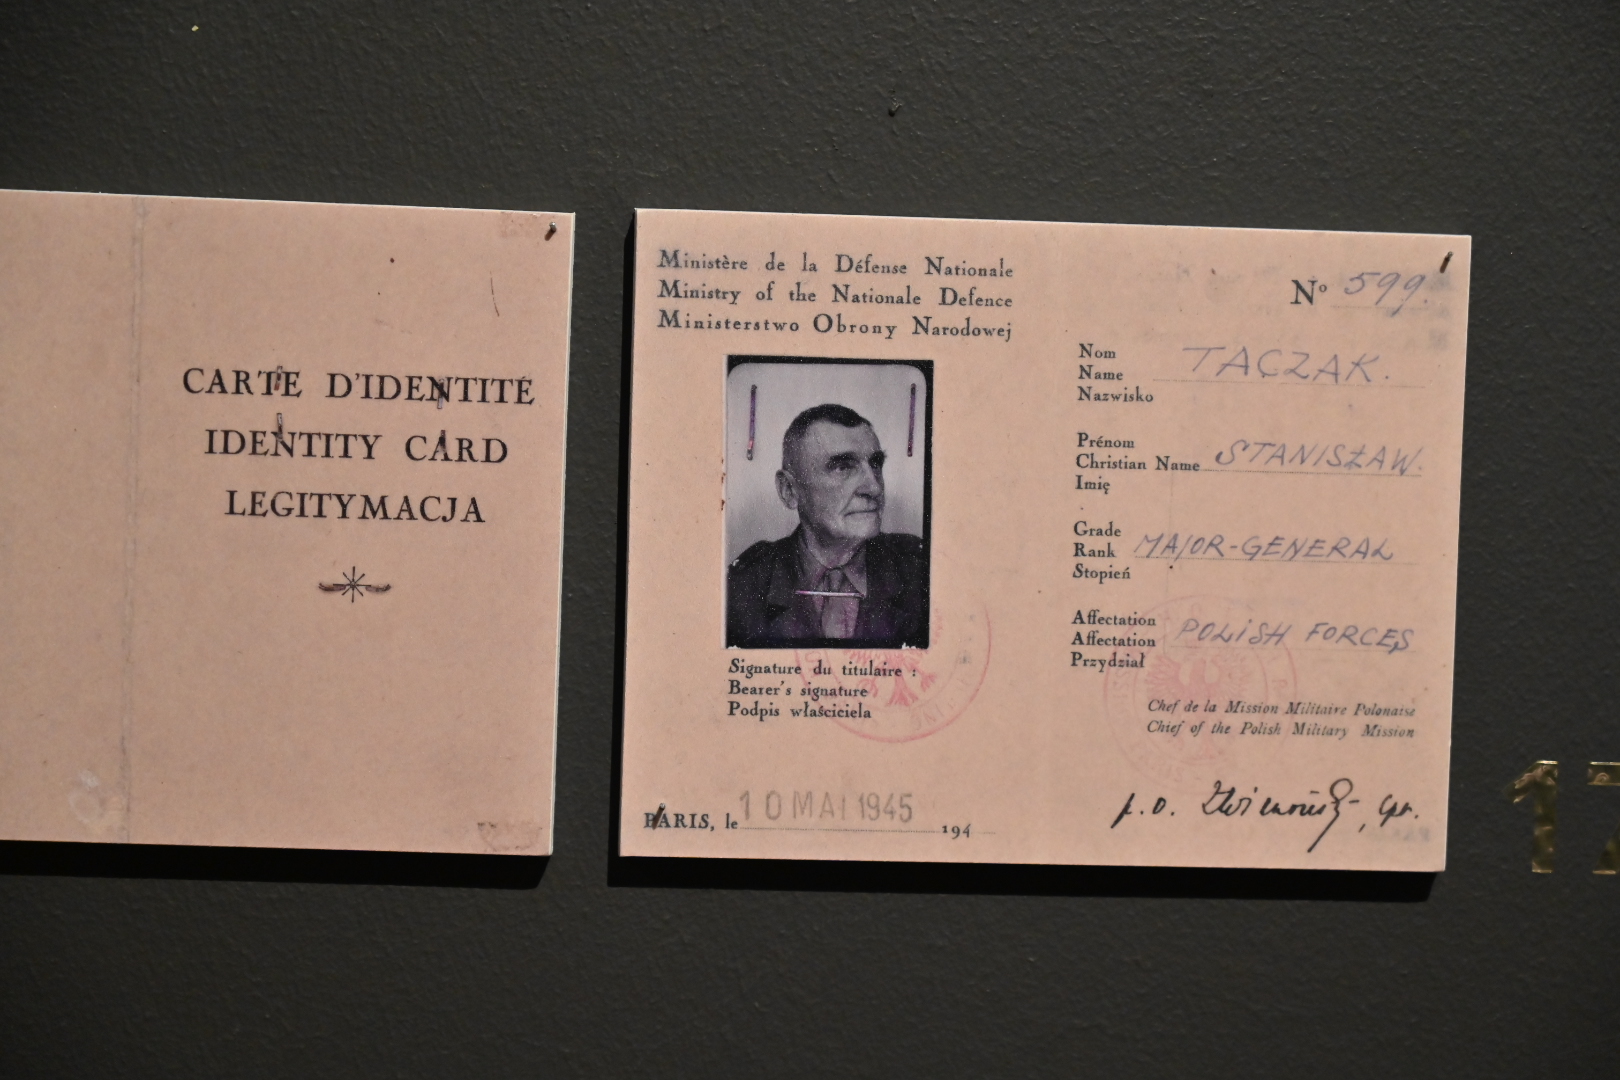 CARTE D'IDENTITÉ
IDENTITY CARD
LEGITYMACJA
Ministère de la Défense Nationale
Ministry of the Nationale Defence
Ministerstwo Obrony Narodowej
Nº 599.
Nom
Name TACZAK.
Nazwisko
Prénom
Christian Name STANISŁAW.
Imię
Grade
Rank MAJOR-GENERAL
Stopień
Affectation
Affectation POLISH FORCES
Przydział
Signature du titulaire :
Bearer's signature
Podpis właściciela
Chef de la Mission Militaire Polonaise
Chief of the Polish Military Mission
PARIS, le 10 MAI 1945 194
p.o.
17